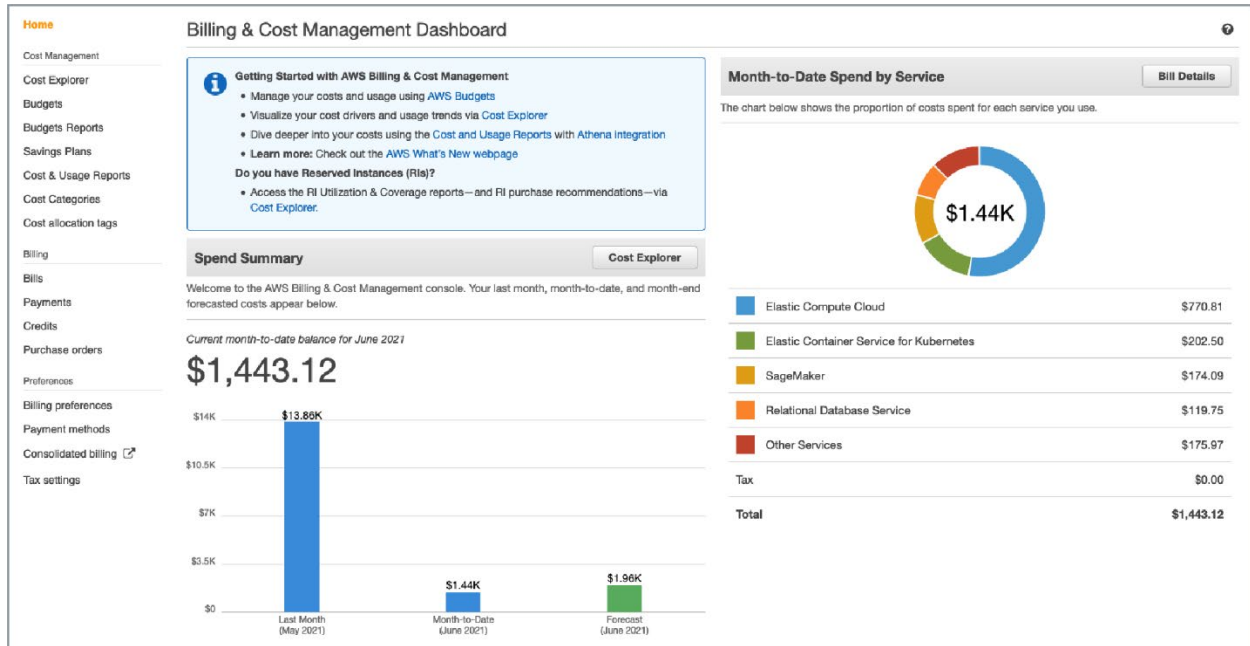 Home
Cost Management
Cost Explorer
Budgets
Budgets Reports
Savings Plans
Cost & Usage Reports
Cost Categories
Cost allocation tags
Billing
Bills
Payments
Credits
Purchase orders
Preferences
Billing preferences
Payment methods
Consolidated billing
Tax settings
Billing & Cost Management Dashboard
Getting Started with AWS Billing & Cost Management
• Manage your costs and usage using AWS Budgets
• Visualize your cost drivers and usage trends via Cost Explorer
• Dive deeper into your costs using the Cost and Usage Reports with Athena integration
• Learn more: Check out the AWS What's New webpage
Do you have Reserved Instances (RIs)?
• Access the RI Utilization & Coverage reports—and RI purchase recommendations—via
Cost Explorer.
Spend Summary
Cost Explorer
Welcome to the AWS Billing & Cost Management console. Your last month, month-to-date, and month-end
forecasted costs appear below.
Current month-to-date balance for June 2021
$1,443.12
$14K
$10.5K
$7K
$3.5K
$0
$13.86K
$1.44K
$1.96K
Last Month
(May 2021)
Month-to-Date
(June 2021)
Forecast
(June 2021)
Month-to-Date Spend by Service
Bill Details
The chart below shows the proportion of costs spent for each service you use.
$1.44K
Elastic Compute Cloud $770.81
Elastic Container Service for Kubernetes $202.50
SageMaker $174.09
Relational Database Service $119.75
Other Services $175.97
Tax $0.00
Total $1,443.12